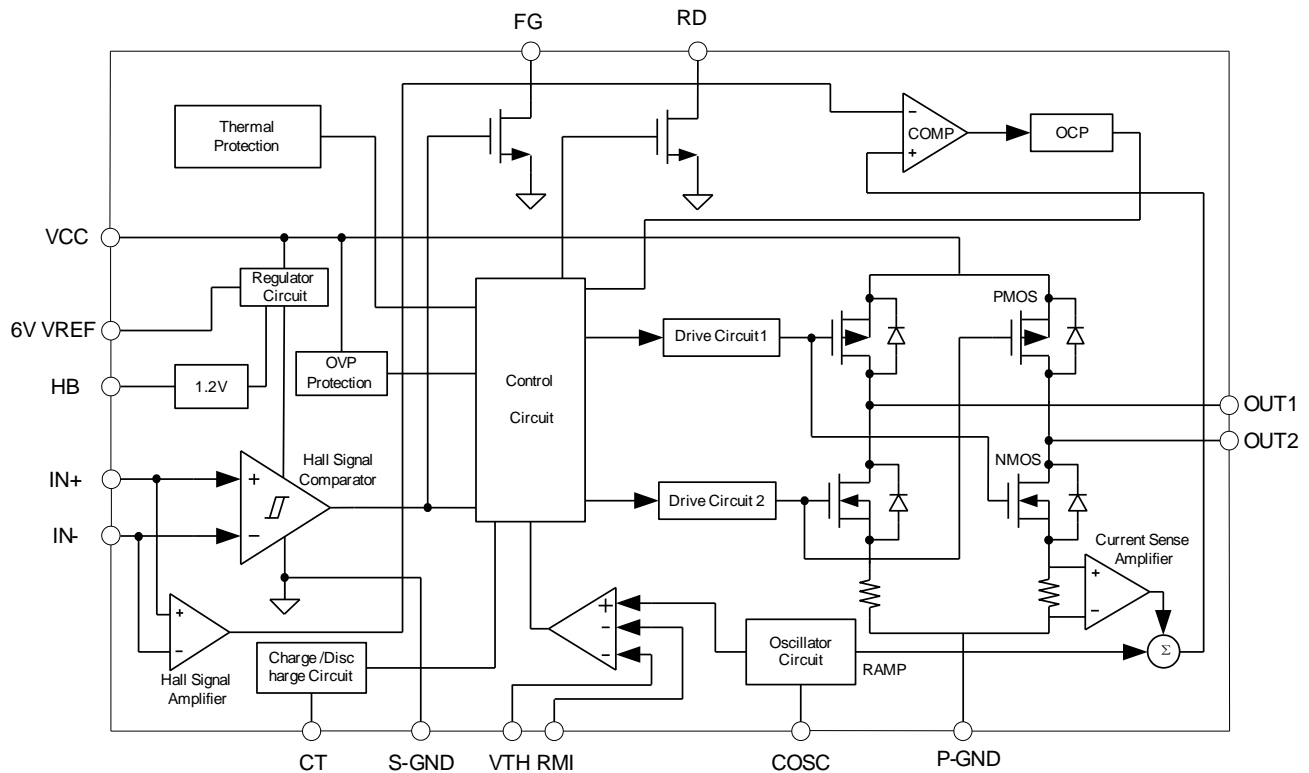 FG
RD
Thermal
Protection
-
COMP
+
OCP
VCC
Regulator
Circuit
PMOS
6V VREF
Drive Circuit1
OVP
Protection
HB
1.2V
Control
Circuit
OUT1
OUT2
Hall Signal
Comparator
NMOS
IN+
+
Drive Circuit 2
IN-
-
Current Sense
Amplifier
+
-
+
-
+
-
-
Oscillator
Circuit
RAMP
Σ
Charge /Disc
harge Circuit
Hall Signal
Amplifier
CT
S-GND
VTH RMI
COSC
P-GND